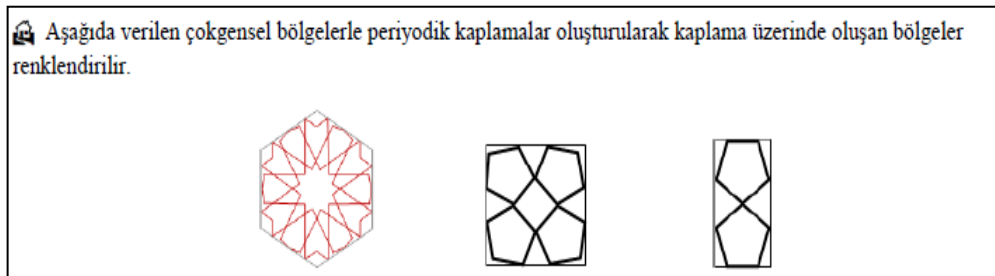 Aşağıda verilen çokgensel bölgelerle periyodik kaplamalar oluşturularak kaplama üzerinde oluşan bölgeler
renklendirilir.